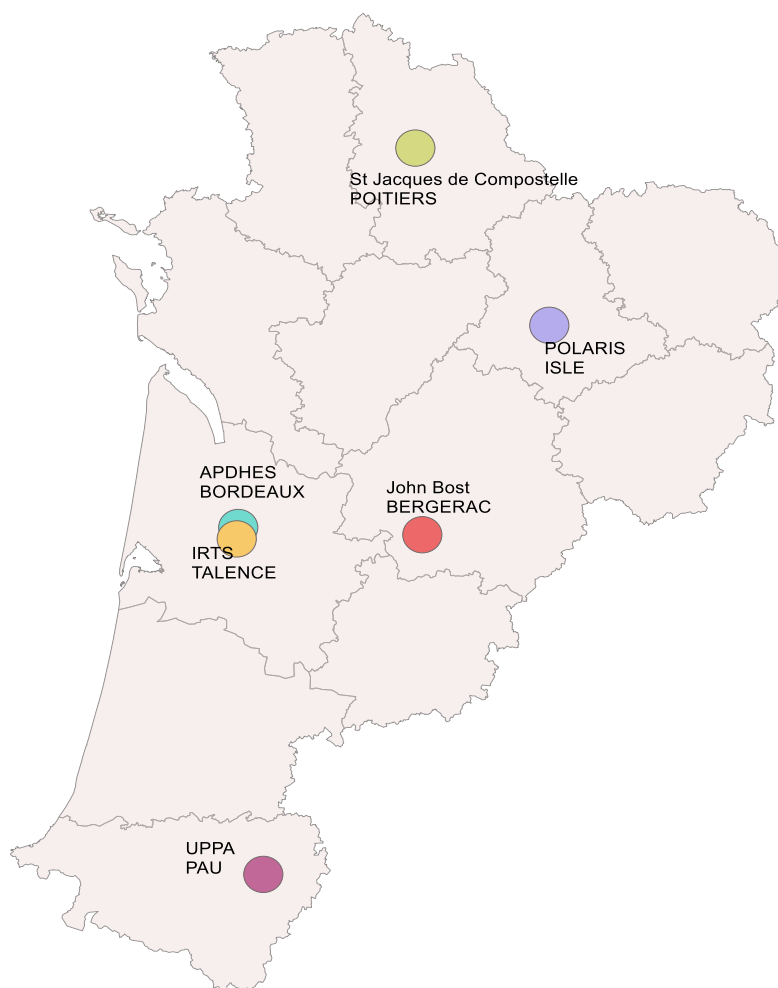 St Jacques de Compostelle
POITIERS
POLARIS
ISLE
APDHES
BORDEAUX
John Bost
BERGERAC
IRTS
TALENCE
UPPA
PAU